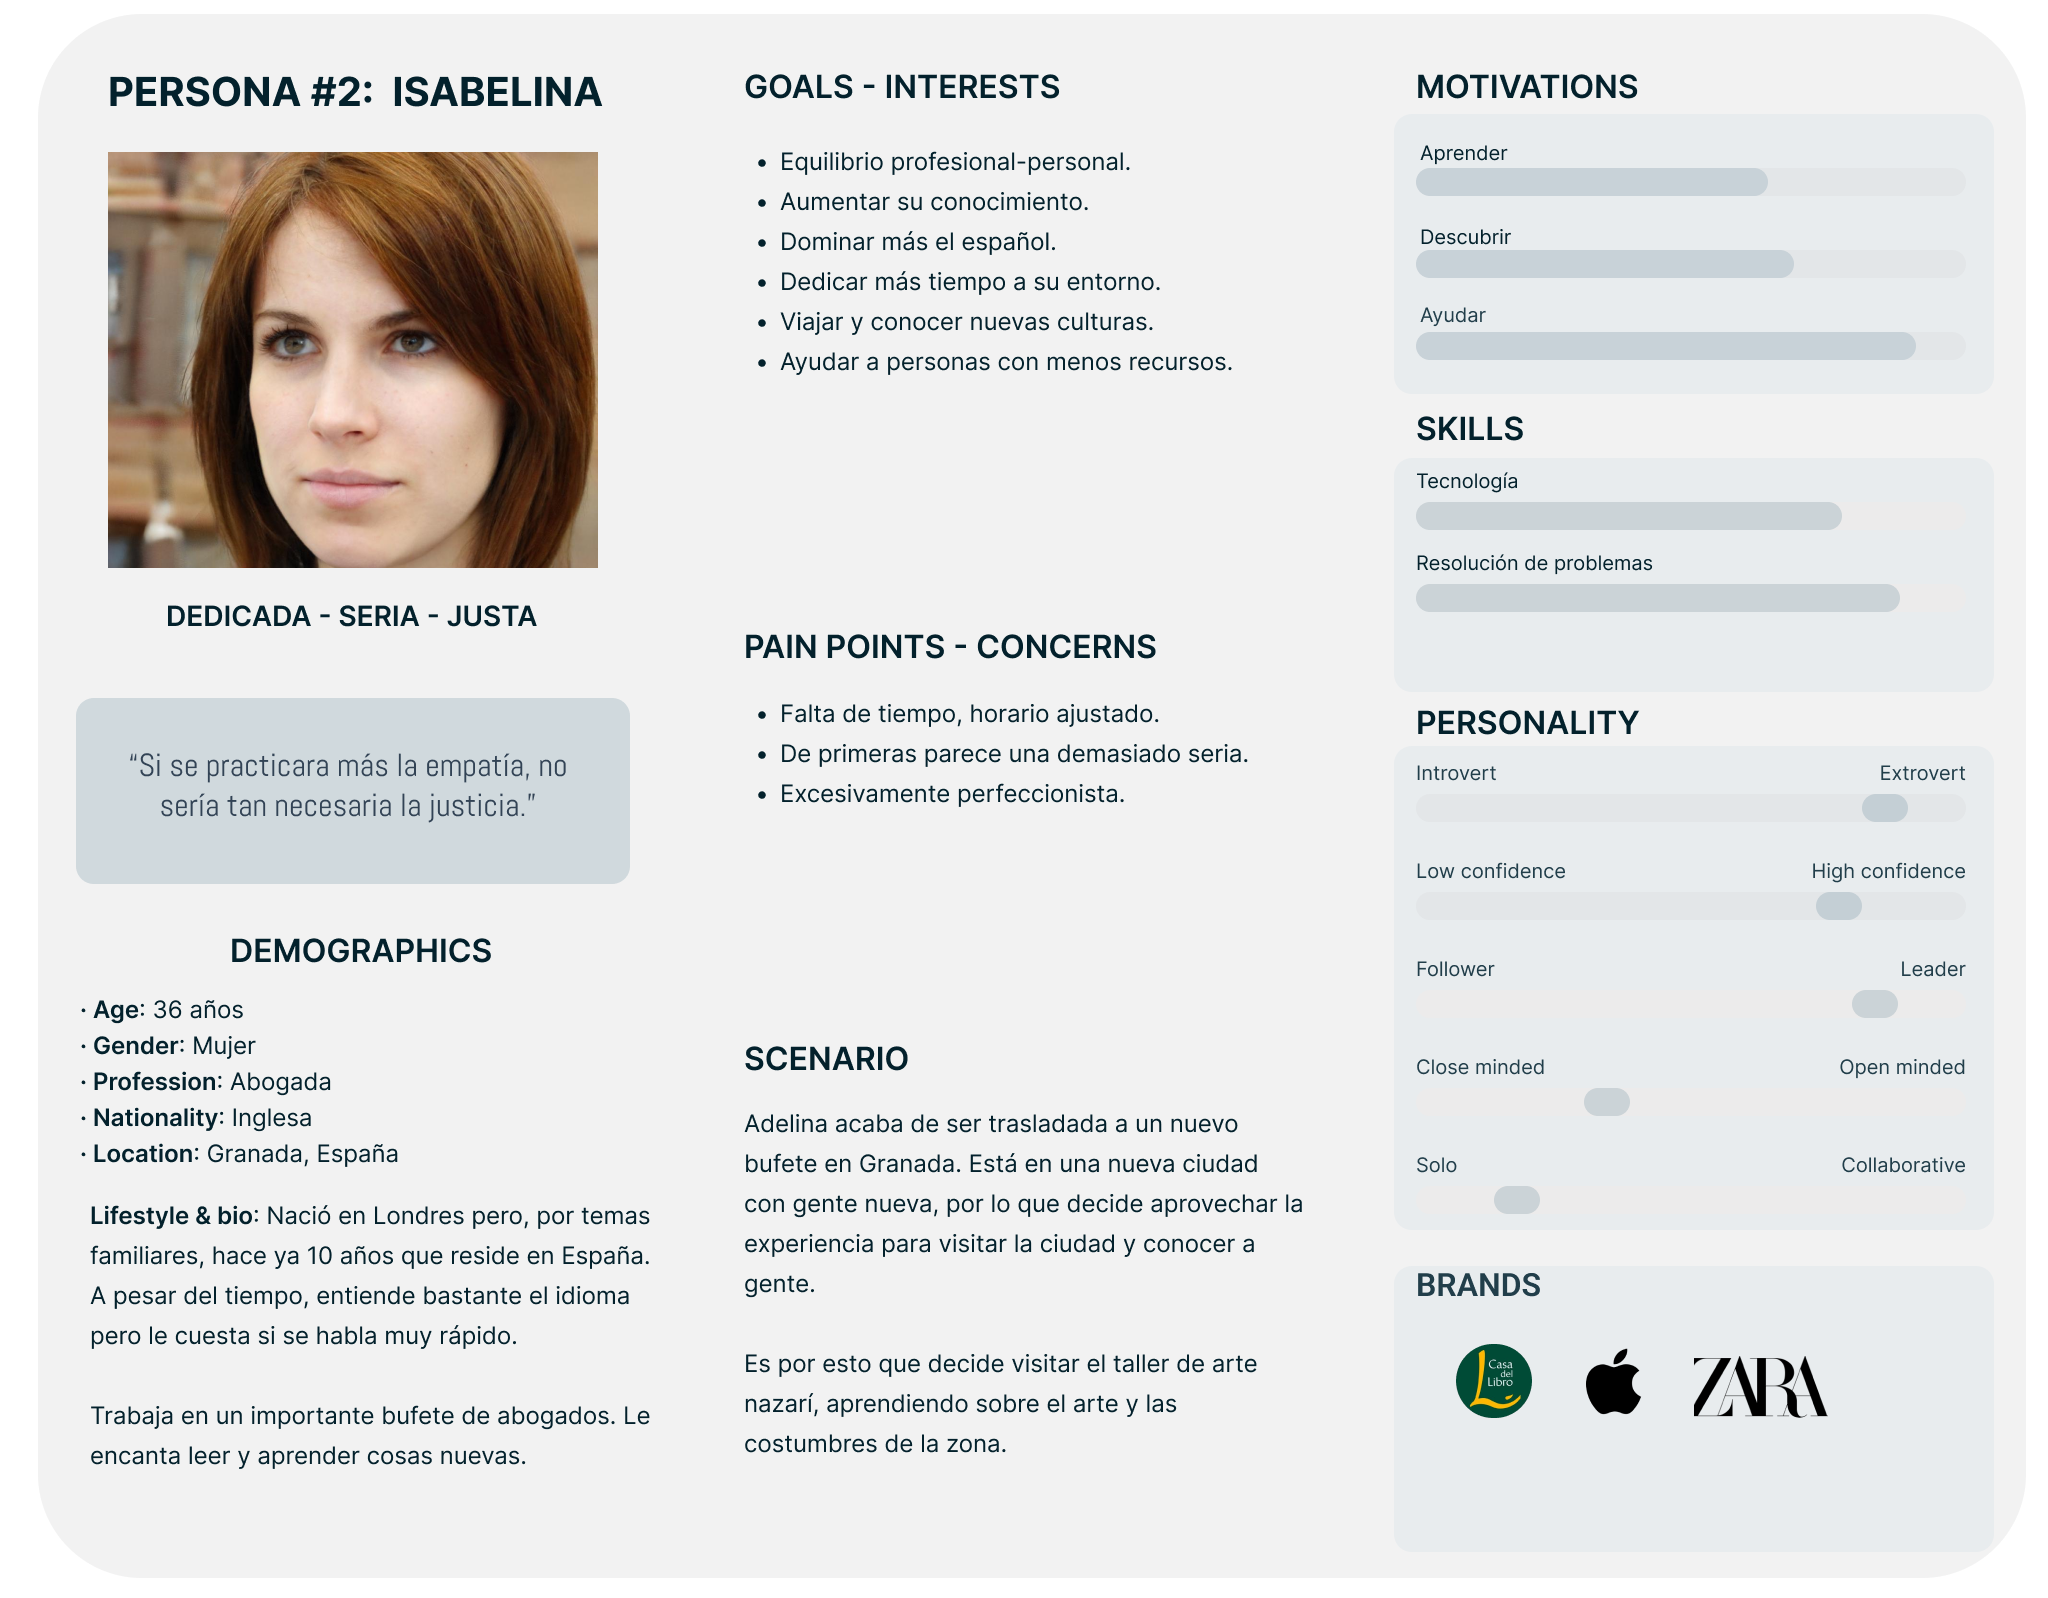 PERSONA #2: ISABELINA
DEDICADA - SERIA - JUSTA
“Si se practicara más la empatía, no
sería tan necesaria la justicia.”
DEMOGRAPHICS
· Age: 36 años
· Gender: Mujer
· Profession: Abogada
· Nationality: Inglesa
· Location: Granada, España
Lifestyle & bio: Nació en Londres pero, por temas
familiares, hace ya 10 años que reside en España.
A pesar del tiempo, entiende bastante el idioma
pero le cuesta si se habla muy rápido.
Trabaja en un importante bufete de abogados. Le
encanta leer y aprender cosas nuevas.
GOALS - INTERESTS
• Equilibrio profesional-personal.
• Aumentar su conocimiento.
• Dominar más el español.
• Dedicar más tiempo a su entorno.
• Viajar y conocer nuevas culturas.
• Ayudar a personas con menos recursos.
PAIN POINTS - CONCERNS
• Falta de tiempo, horario ajustado.
• De primeras parece una demasiado seria.
• Excesivamente perfeccionista.
SCENARIO
Adelina acaba de ser trasladada a un nuevo
bufete en Granada. Está en una nueva ciudad
con gente nueva, por lo que decide aprovechar la
experiencia para visitar la ciudad y conocer a
gente.
Es por esto que decide visitar el taller de arte
nazarí, aprendiendo sobre el arte y las
costumbres de la zona.
MOTIVATIONS
Aprender
Descubrir
Ayudar
SKILLS
Tecnología
Resolución de problemas
PERSONALITY
Introvert Extrovert
Low confidence High confidence
Follower Leader
Close minded Open minded
Solo Collaborative
BRANDS
Casa
del
Libro
L
ZARA